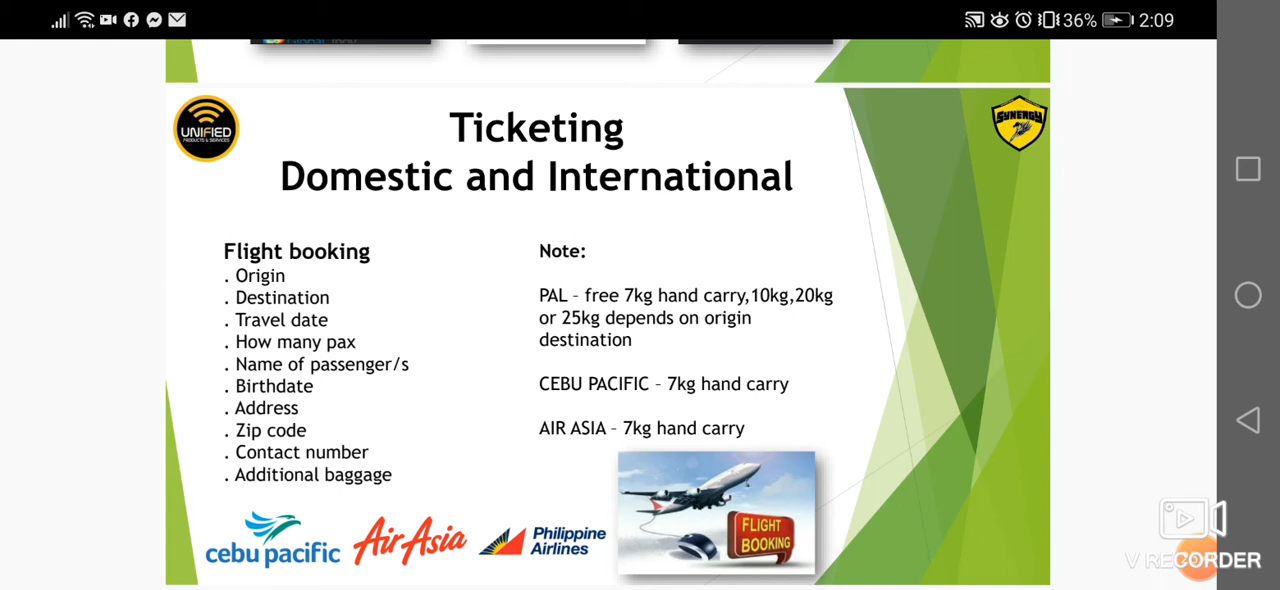 36% 2:09
UNIFIED
PRODUCTS & SERVICES
SYNERGY
Ticketing
Domestic and International
Flight booking
. Origin
. Destination
. Travel date
. How many pax
. Name of passenger/s
. Birthdate
. Address
. Zip code
. Contact number
. Additional baggage
Note:
PAL – free 7kg hand carry,10kg,20kg
or 25kg depends on origin
destination
CEBU PACIFIC – 7kg hand carry
AIR ASIA – 7kg hand carry
cebu pacific
AirAsia
Philippine
Airlines
FLIGHT
BOOKING
V RECORDER